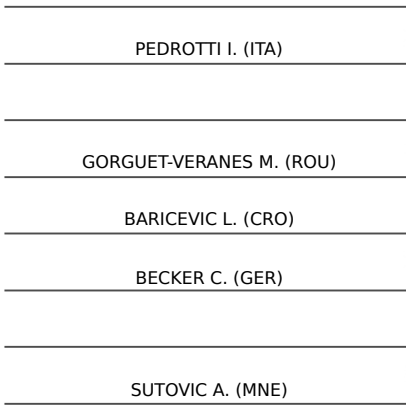 PEDROTTI I. (ITA)
GORGUET-VERANES M. (ROU)
BARICEVIC L. (CRO)
BECKER C. (GER)
SUTOVIC A. (MNE)